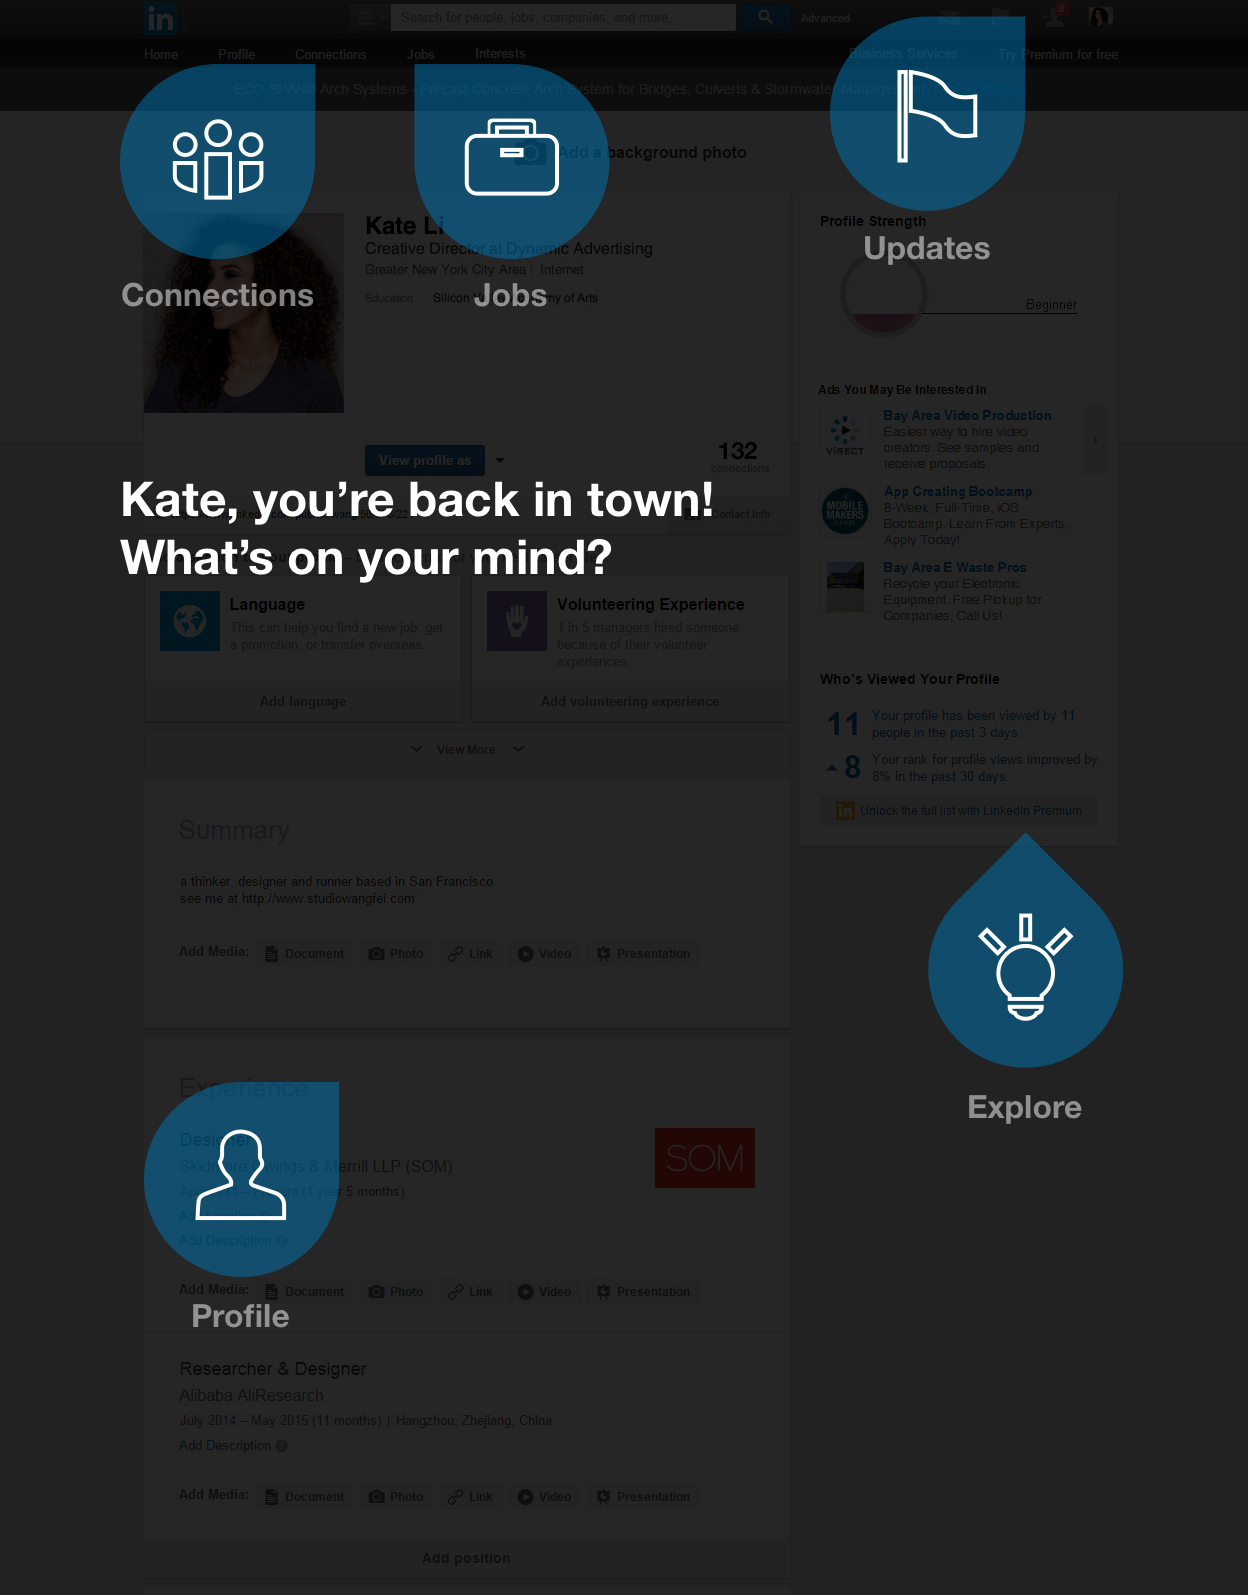 in
Search for people, jobs, companies, and more...
Advanced
8
Home
Profile
Connections
Jobs
Interests
Business Services
Try Premium for free
ECO-SPAN® Arch Systems - Precast Concrete Arch System for Bridges, Culverts & Stormwater Management.
Add a background photo
Connections
Jobs
Updates
Kate Li
Creative Director at Dynamic Advertising
Greater New York City Area | Internet
Education
Silicon
my of Arts
View profile as
132
connections
Contact Info
Kate, you're back in town!
What's on your mind?
Language
This can help you find a new job, get
a promotion, or transfer overseas.
Add language
Volunteering Experience
1 in 5 managers hired someone
because of their volunteer
experiences.
Add volunteering experience
View More
Profile Strength
Beginner
Ads You May Be Interested In
ViRECT
Bay Area Video Production
Easiest way to hire video
creators. See samples and
receive proposals.
MOBILE
MAKERS
App Creating Bootcamp
8-Week, Full-Time, iOS
Bootcamp. Learn From Experts.
Apply Today!
Bay Area E Waste Pros
Recycle your Electronic
Equipment. Free Pickup for
Companies, Call Us!
Who's Viewed Your Profile
11
Your profile has been viewed by 11
people in the past 3 days.
8
Your rank for profile views improved by
8% in the past 30 days
in
Unlock the full list with LinkedIn Premium
Summary
a thinker, designer and runner based in San Francisco.
see me at http://www.studiowangfei.com
Add Media:
Document
Photo
Link
Video
Presentation
Explore
Experience
Designer
Skidmore Owings & Merrill LLP (SOM)
April 2014 – Present (1 year 5 months)
Add Description
SOM
Add Media:
Document
Photo
Link
Video
Presentation
Profile
Researcher & Designer
Alibaba AliResearch
July 2014 – May 2015 (11 months) | Hangzhou, Zhejiang, China
Add Description
Add Media:
Document
Photo
Link
Video
Presentation
Add position